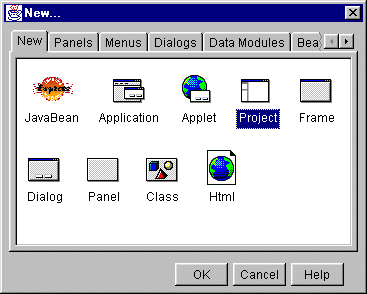 New...
New Panels Menus Dialogs Data Modules Bea
JavaBean Application Applet Project Frame
Dialog Panel Class Html
OK Cancel Help